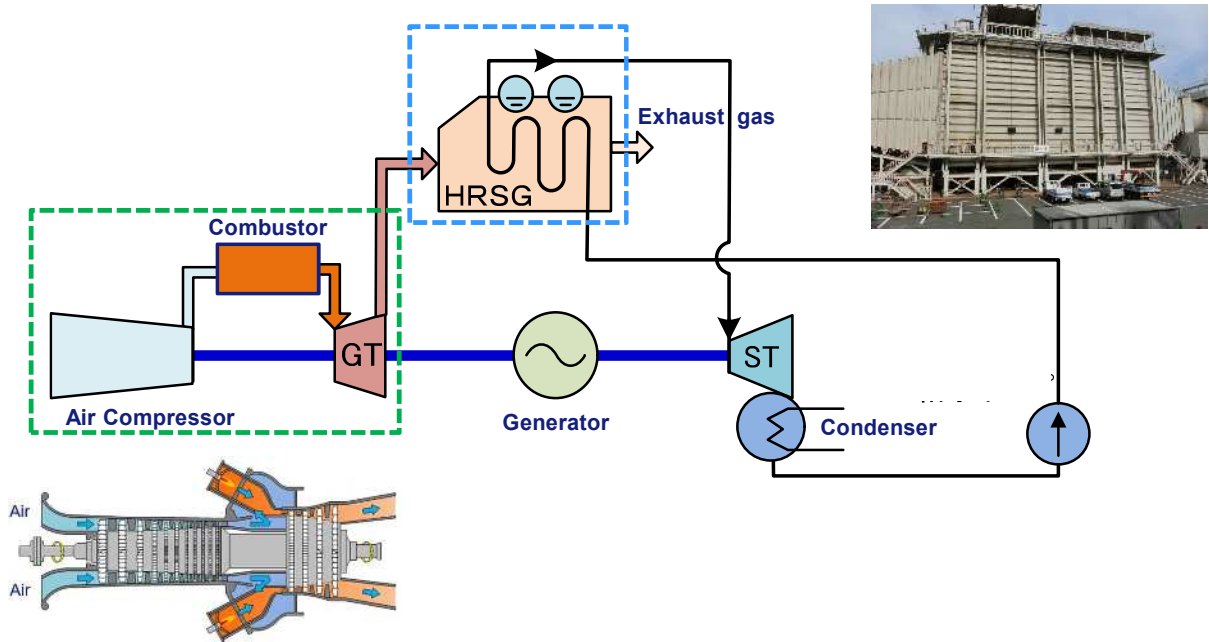 Exhaust gas
HRSG
Combustor
GT
ST
Air Compressor
Generator
Condenser
Air
Air